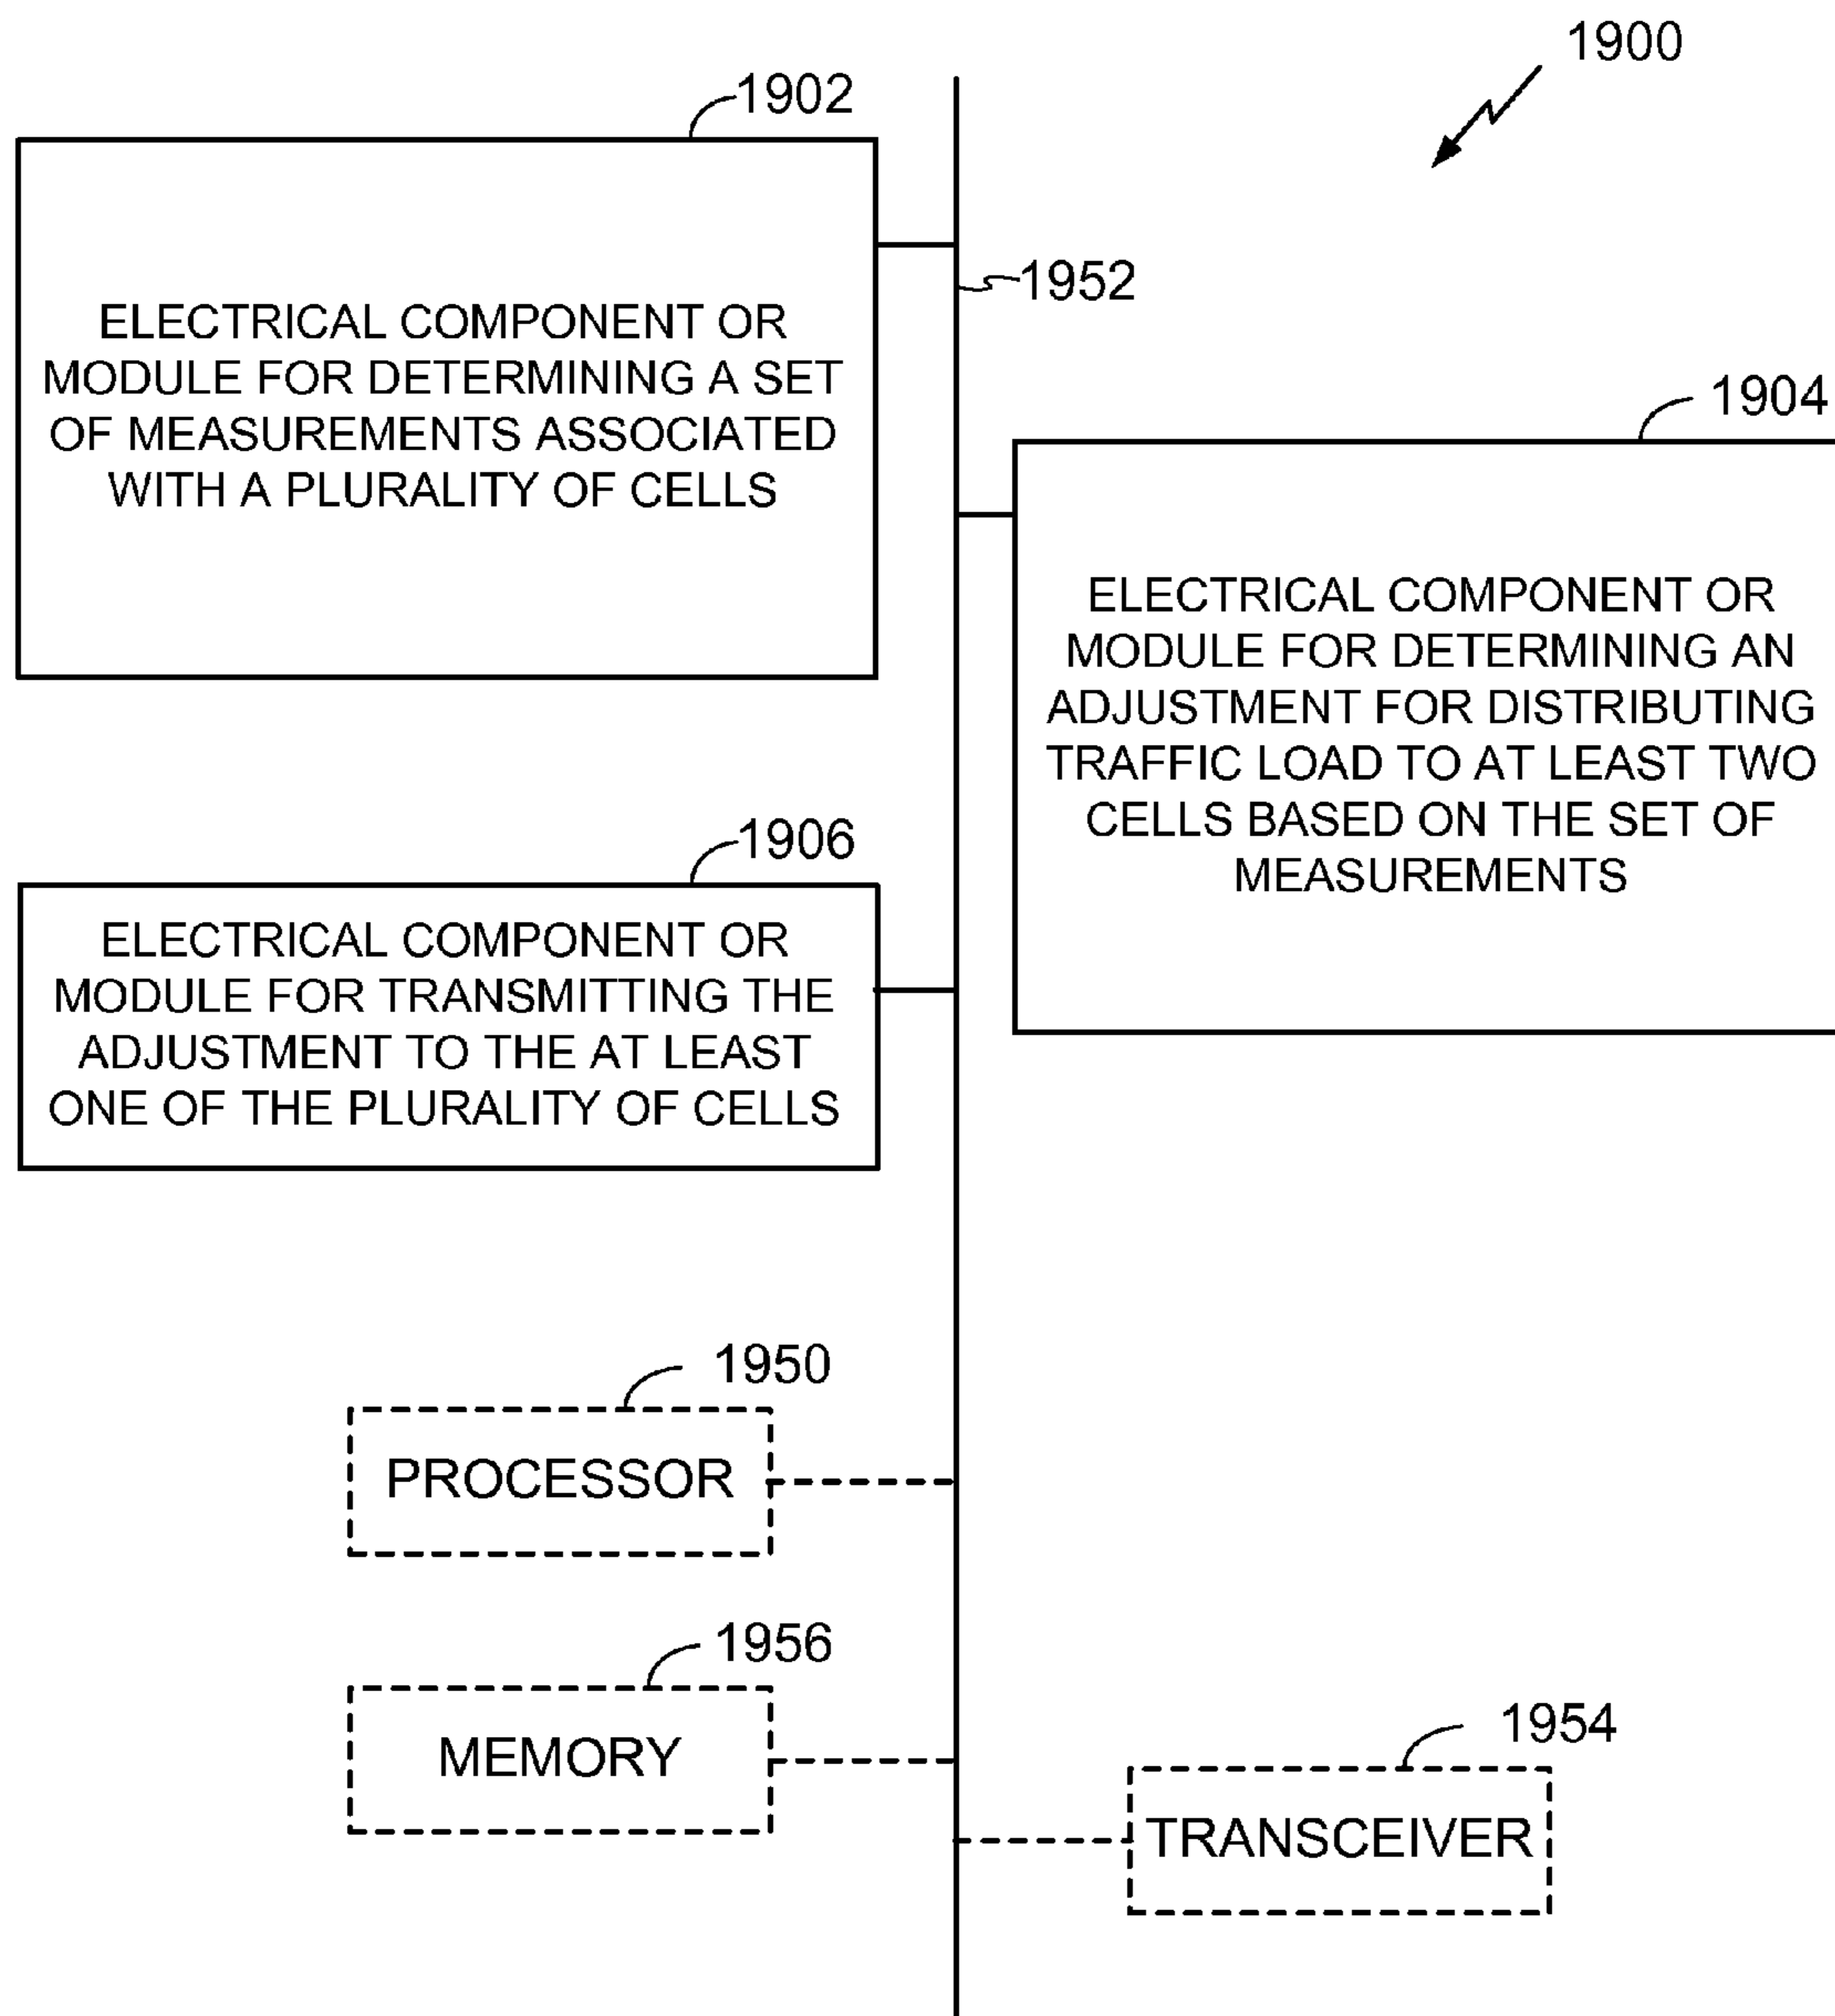 1900
1902
ELECTRICAL COMPONENT OR
MODULE FOR DETERMINING A SET
OF MEASUREMENTS ASSOCIATED
WITH A PLURALITY OF CELLS
1952
1904
ELECTRICAL COMPONENT OR
MODULE FOR DETERMINING AN
ADJUSTMENT FOR DISTRIBUTING
TRAFFIC LOAD TO AT LEAST TWO
CELLS BASED ON THE SET OF
MEASUREMENTS
1906
ELECTRICAL COMPONENT OR
MODULE FOR TRANSMITTING THE
ADJUSTMENT TO THE AT LEAST
ONE OF THE PLURALITY OF CELLS
1950
PROCESSOR
1956
MEMORY
1954
TRANSCEIVER